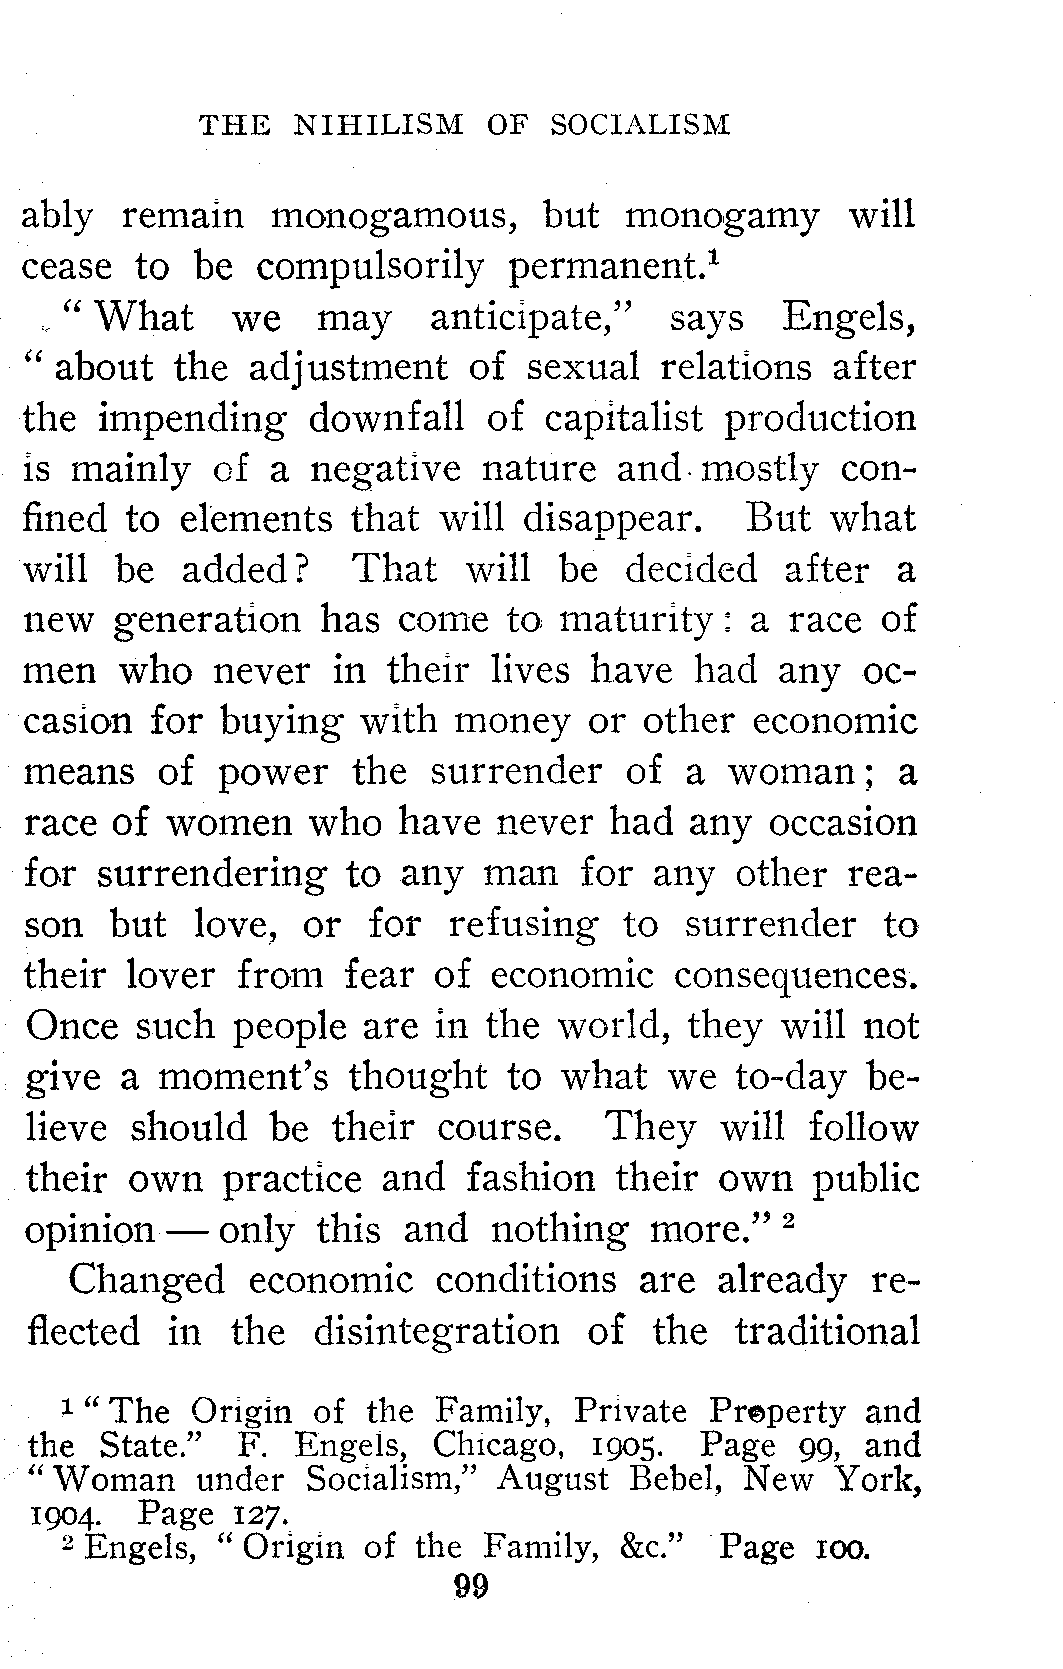 THE NIHILISM OF SOCIALISM
ably remain monogamous, but monogamy will
cease to be compulsorily permanent.¹
“ What we may anticipate,” says Engels,
“ about the adjustment of sexual relations after
the impending downfall of capitalist production
is mainly of a negative nature and mostly con-
fined to elements that will disappear. But what
will be added? That will be decided after a
new generation has come to maturity: a race of
men who never in their lives have had any oc-
casion for buying with money or other economic
means of power the surrender of a woman; a
race of women who have never had any occasion
for surrendering to any man for any other rea-
son but love, or for refusing to surrender to
their lover from fear of economic consequences.
Once such people are in the world, they will not
give a moment’s thought to what we to-day be-
lieve should be their course. They will follow
their own practice and fashion their own public
opinion — only this and nothing more.” ²
Changed economic conditions are already re-
flected in the disintegration of the traditional
¹ “ The Origin of the Family, Private Property and
the State.” F. Engels, Chicago, 1905. Page 99, and
“ Woman under Socialism,” August Bebel, New York,
1904. Page 127.
² Engels, “ Origin of the Family, &c.” Page 100.
99